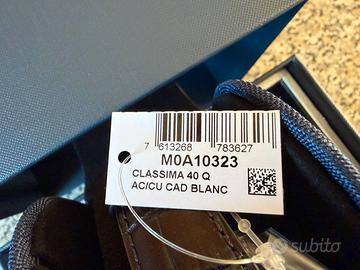 7 613268 783627
M0A10323
CLASSIMA 40 Q
AC/CU CAD BLANC
subito